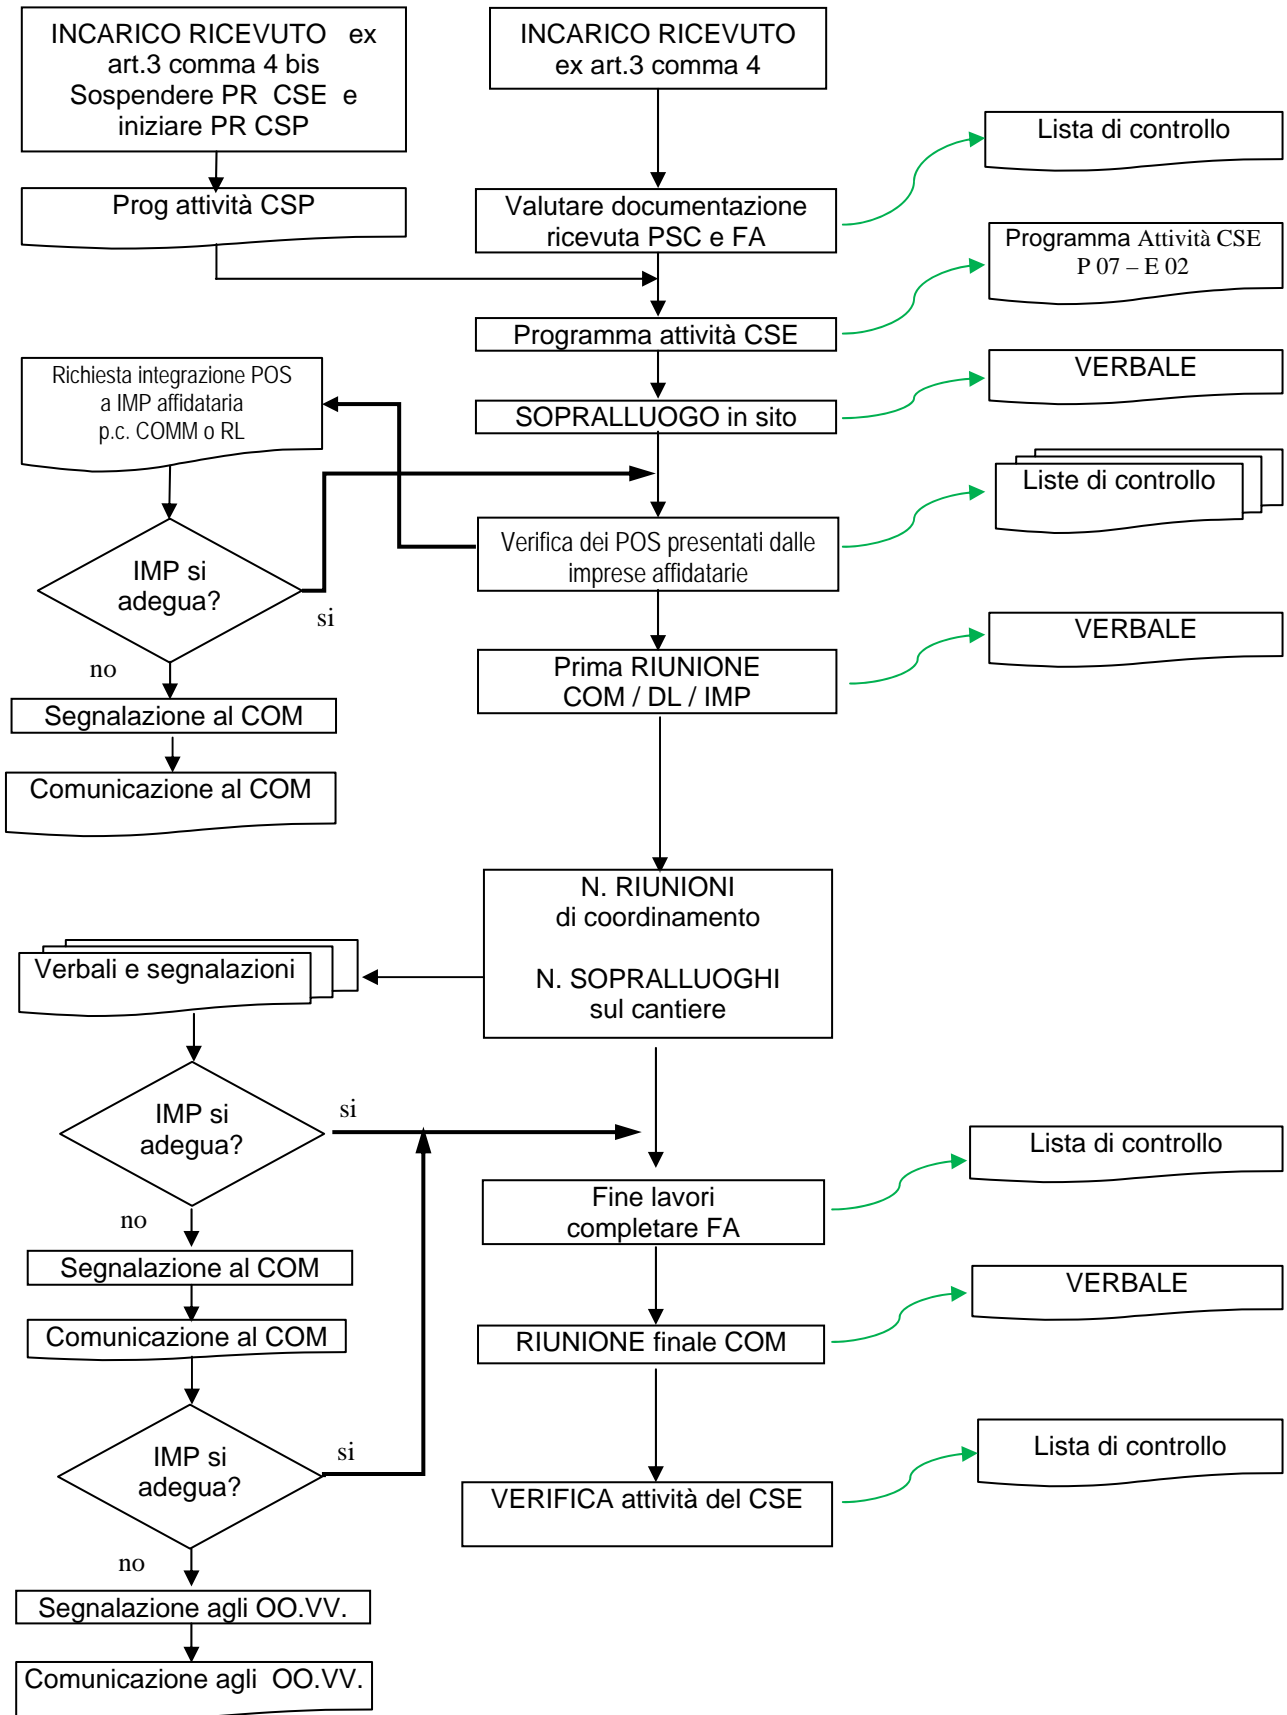 INCARICO RICEVUTO ex
art.3 comma 4 bis
Sospendere PR CSE e
iniziare PR CSP
INCARICO RICEVUTO
ex art.3 comma 4
Lista di controllo
Prog attività CSP
Valutare documentazione
ricevuta PSC e FA
Programma Attività CSE
P 07 – E 02
Programma attività CSE
VERBALE
Richiesta integrazione POS
a IMP affidataria
p.c. COMM o RL
SOPRALLUOGO in sito
Liste di controllo
Verifica dei POS presentati dalle
imprese affidatarie
IMP si
adegua?
si
no
VERBALE
Prima RIUNIONE
COM / DL / IMP
Segnalazione al COM
Comunicazione al COM
N. RIUNIONI
di coordinamento
N. SOPRALLUOGHI
sul cantiere
Verbali e segnalazioni
IMP si
adegua?
si
no
Lista di controllo
Fine lavori
completare FA
Segnalazione al COM
VERBALE
Comunicazione al COM
RIUNIONE finale COM
IMP si
adegua?
si
no
Lista di controllo
VERIFICA attività del CSE
Segnalazione agli OO.VV.
Comunicazione agli OO.VV.